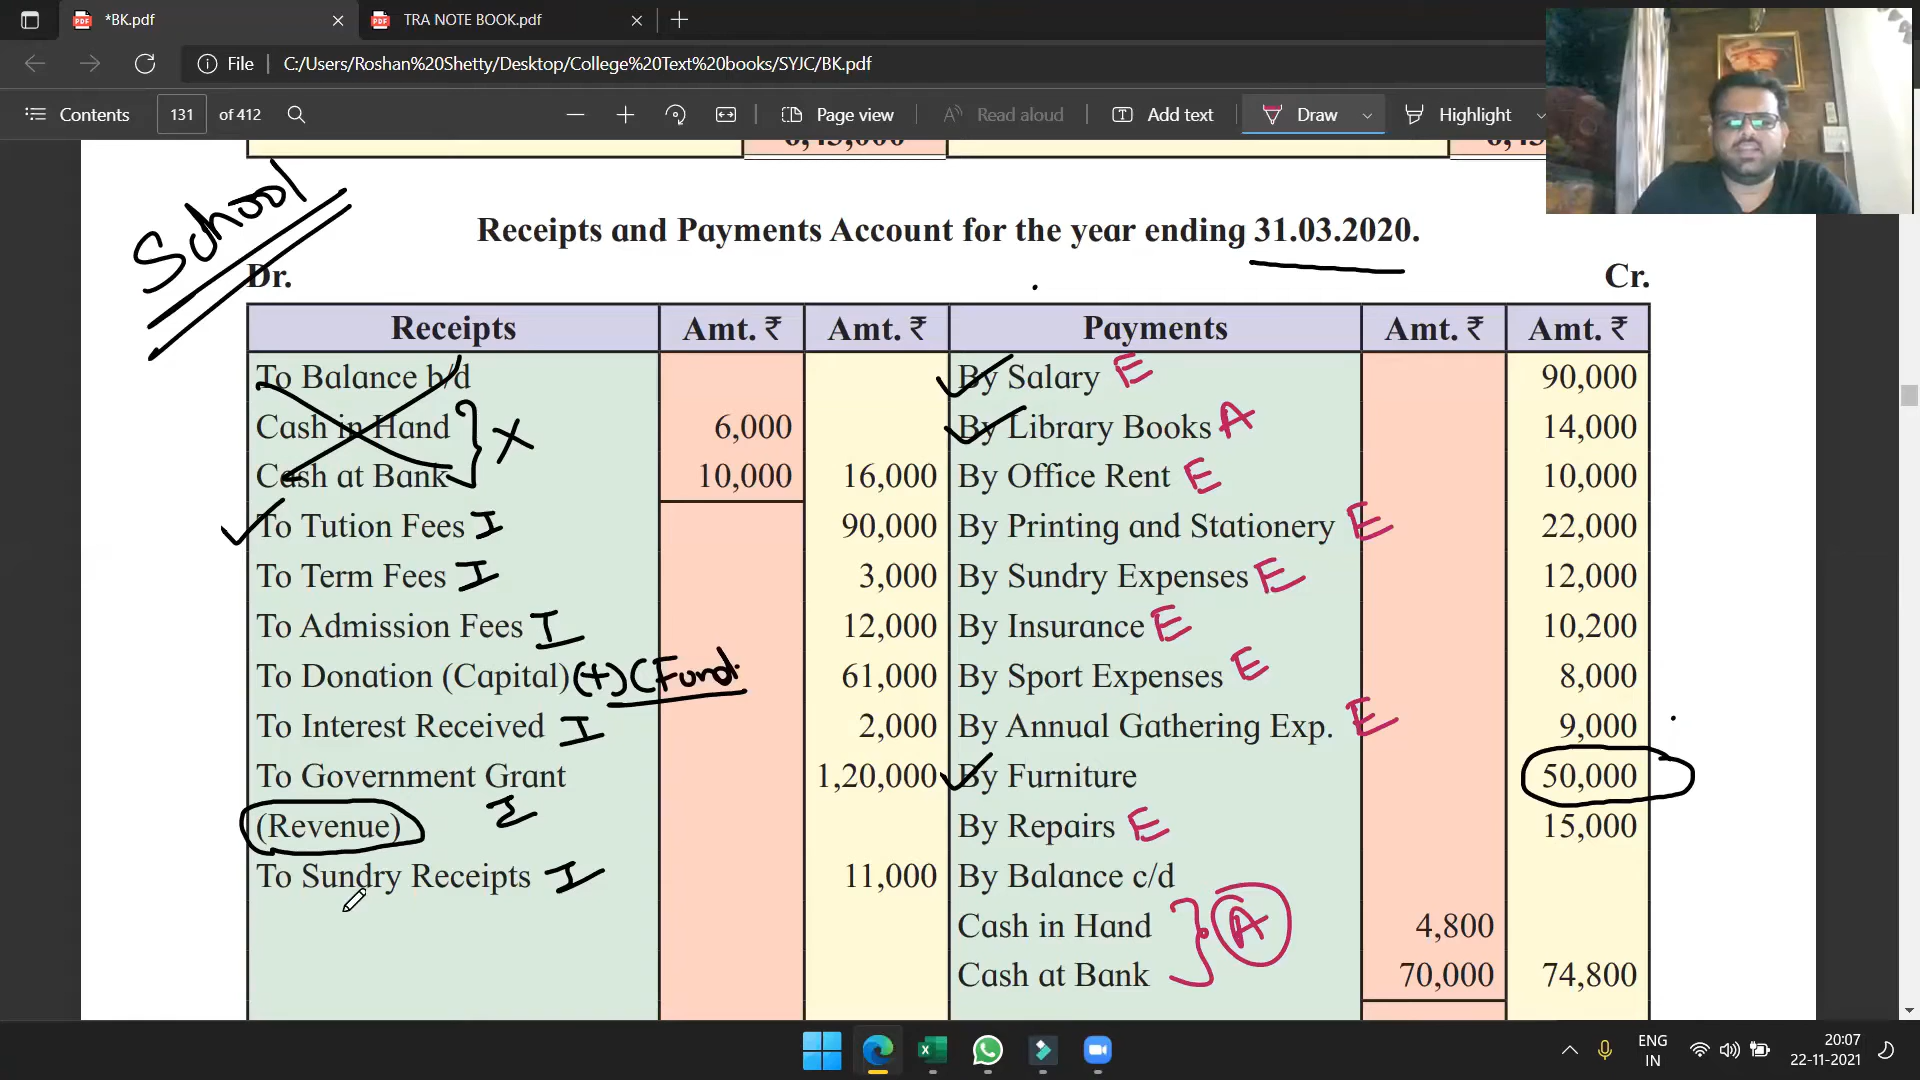 *BK.pdf
TRA NOTE BOOK.pdf
File C:/Users/Roshan%20Shetty/Desktop/College%20Text%20books/SYJC/BK.pdf
Contents 131 of 412 Page view Read aloud Add text Draw Highlight
School
Receipts and Payments Account for the year ending 31.03.2020.
Dr. Cr.
Receipts Amt. ₹ Amt. ₹ Payments Amt. ₹ Amt. ₹
To Balance b/d By Salary E 90,000
Cash in Hand } X 6,000 By Library Books A 14,000
Cash at Bank 10,000 16,000 By Office Rent E 10,000
To Tution Fees I 90,000 By Printing and Stationery E 22,000
To Term Fees I 3,000 By Sundry Expenses E 12,000
To Admission Fees I 12,000 By Insurance E 10,200
To Donation (Capital) (+) (Fund. 61,000 By Sport Expenses E 8,000
To Interest Received I 2,000 By Annual Gathering Exp. E 9,000
To Government Grant 1,20,000 By Furniture 50,000
(Revenue) I By Repairs E 15,000
To Sundry Receipts I 11,000 By Balance c/d
Cash in Hand } A 4,800
Cash at Bank 70,000 74,800
ENG
IN
20:07
22-11-2021